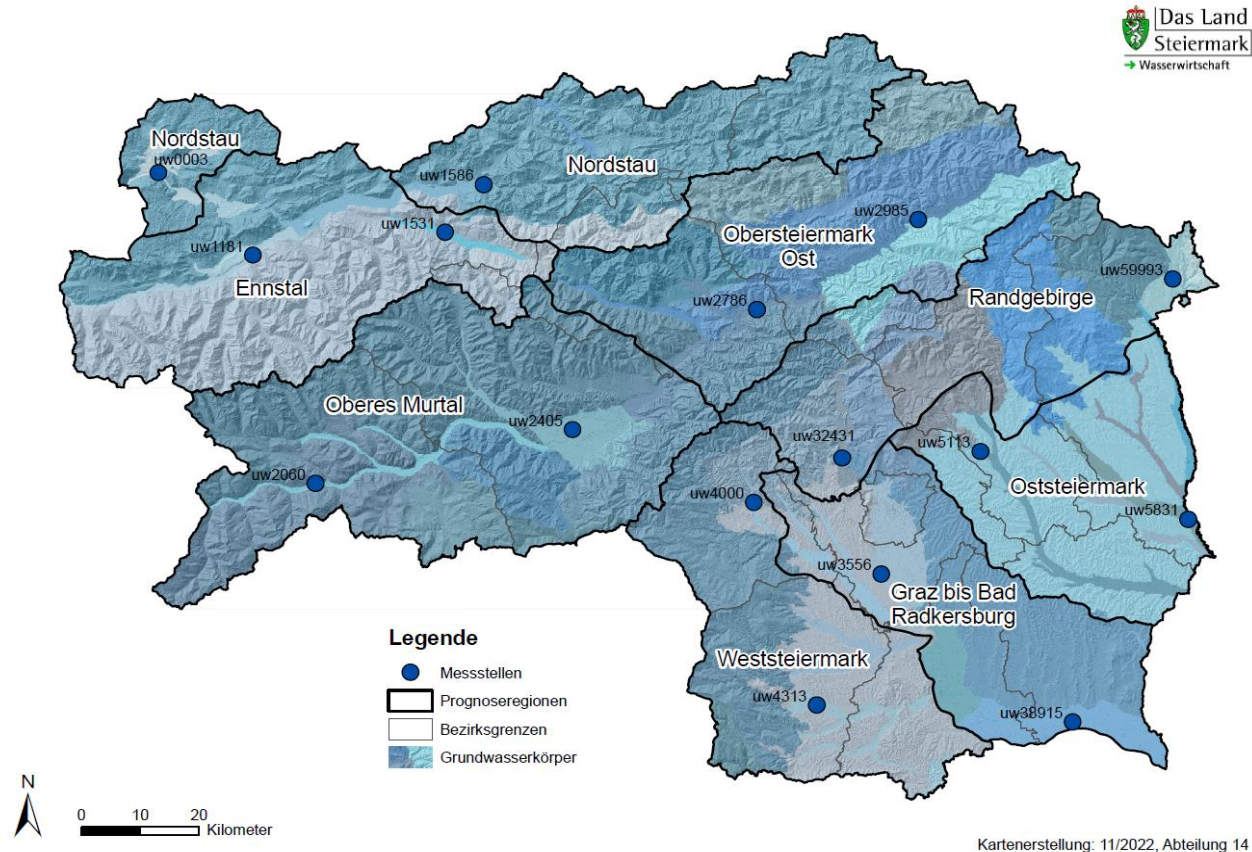 Das Land
Steiermark
→ Wasserwirtschaft
Nordstau
uw0003
Nordstau
uw1586
uw1531
uw1181
Ennstal
uw2985
Obersteiermark
Ost
uw2786
uw59993
Randgebirge
Oberes Murtal
uw2405
uw2060
uw32431
uw5113
uw4000
Oststeiermark
uw5831
uw3556
Graz bis Bad
Radkersburg
Weststeiermark
uw4313
uw38915
Legende
Messstellen
Prognoseregionen
Bezirksgrenzen
Grundwasserkörper
N
0 10 20
Kilometer
Kartenerstellung: 11/2022, Abteilung 14